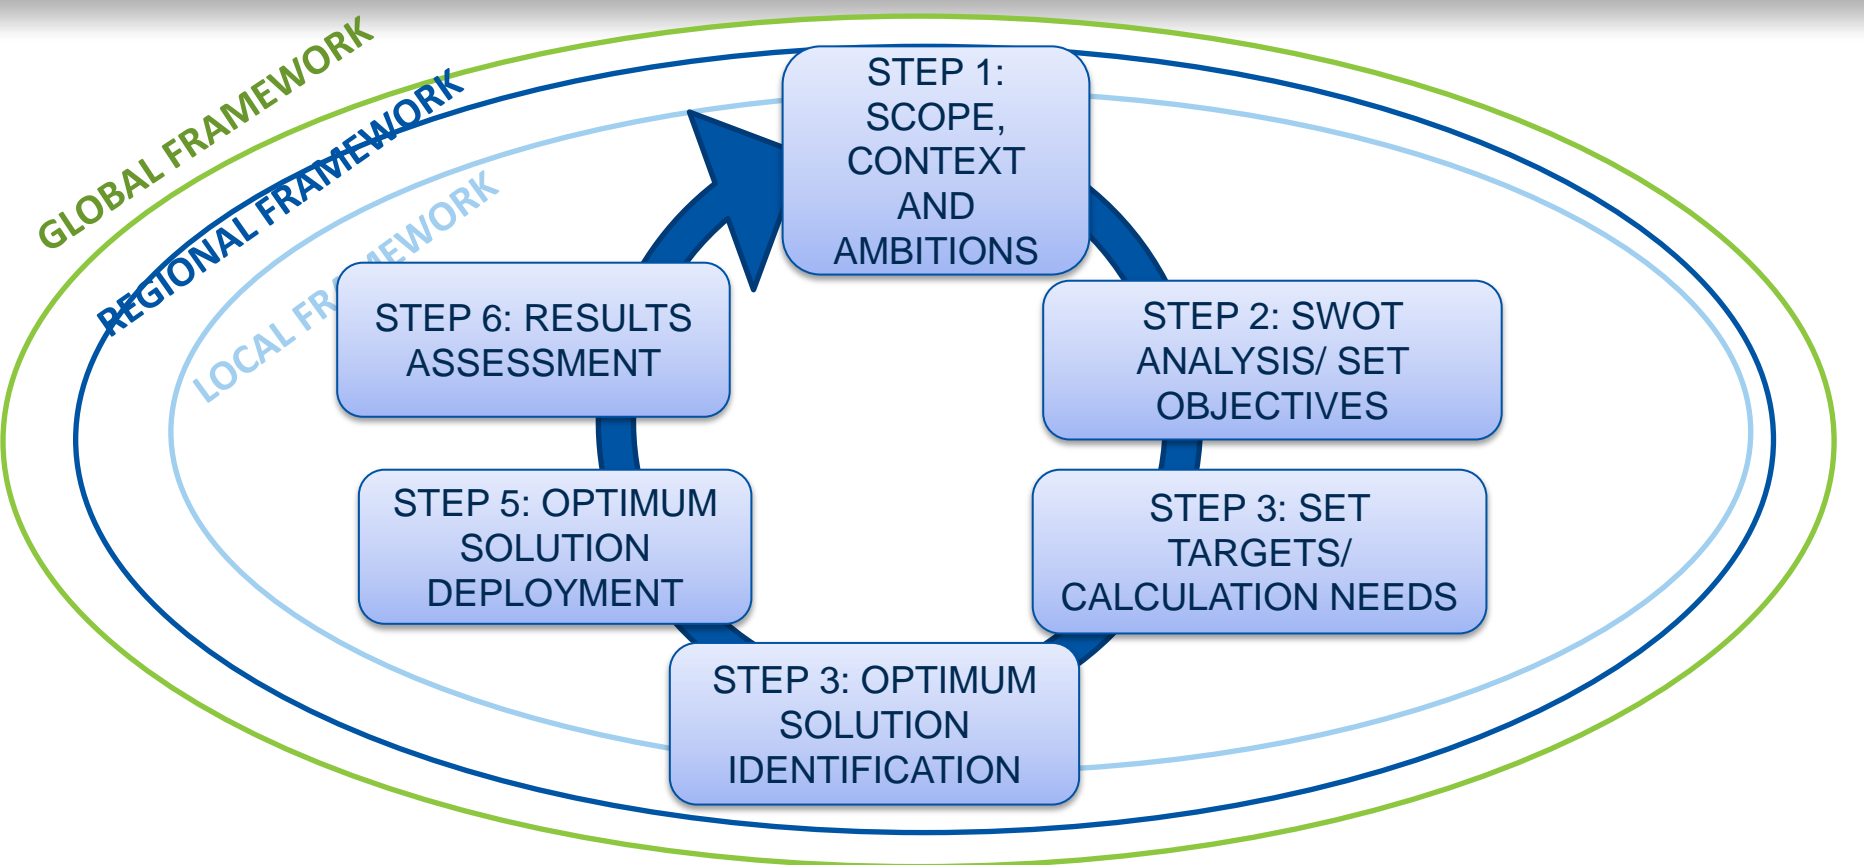 GLOBAL FRAMEWORK
REGIONAL FRAMEWORK
LOCAL FRAMEWORK
STEP 1:
SCOPE,
CONTEXT
AND
AMBITIONS
STEP 2: SWOT
ANALYSIS/ SET
OBJECTIVES
STEP 3: SET
TARGETS/
CALCULATION NEEDS
STEP 3: OPTIMUM
SOLUTION
IDENTIFICATION
STEP 5: OPTIMUM
SOLUTION
DEPLOYMENT
STEP 6: RESULTS
ASSESSMENT